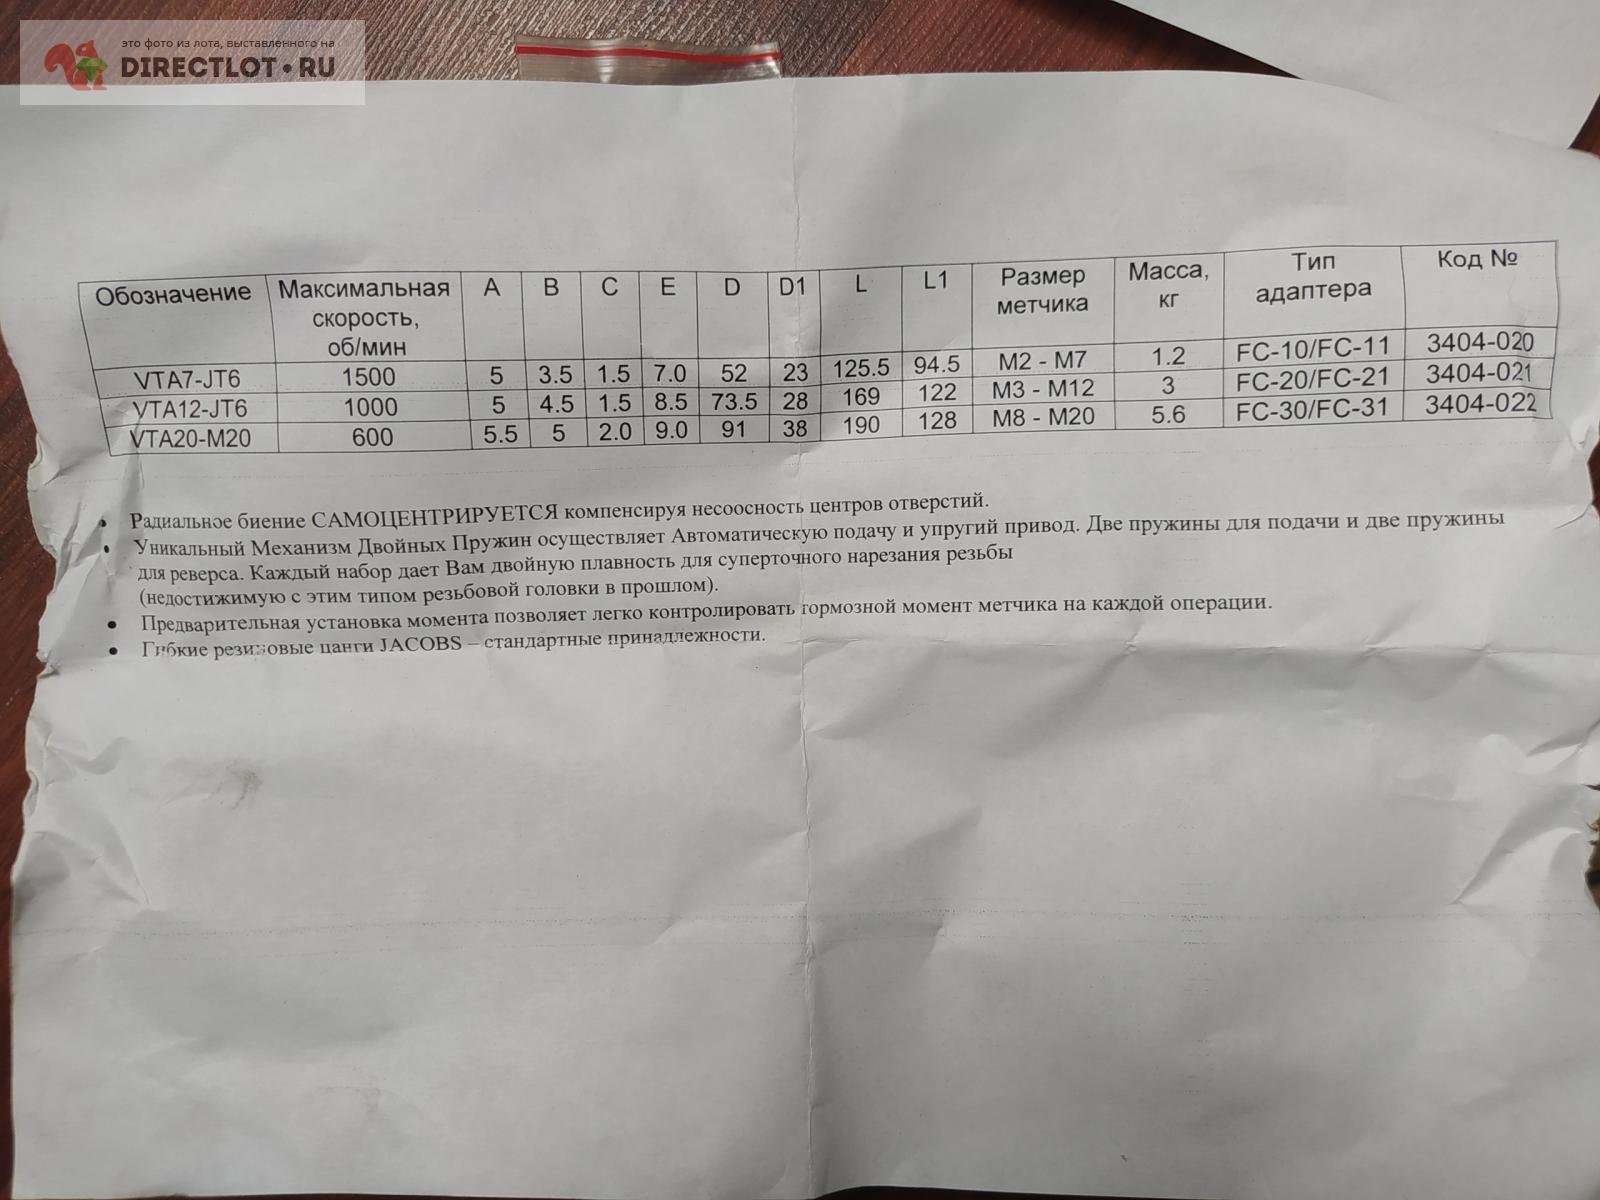 это фото из лота, выставленного на
DIRECTLOT.RU
Обозначение Максимальная скорость, об/мин A B C E D D1 L L1 Размер метчика Масса, кг Тип адаптера Код №
VTA7-JT6 1500 5 3.5 1.5 7.0 52 23 125.5 94.5 M2 - M7 1.2 FC-10/FC-11 3404-020
VTA12-JT6 1000 5 4.5 1.5 8.5 73.5 28 169 122 M3 - M12 3 FC-20/FC-21 3404-021
VTA20-M20 600 5.5 5 2.0 9.0 91 38 190 128 M8 - M20 5.6 FC-30/FC-31 3404-022
• Радиальное биение САМОЦЕНТРИРУЕТСЯ компенсируя несоосность центров отверстий.
• Уникальный Механизм Двойных Пружин осуществляет Автоматическую подачу и упругий привод. Две пружины для подачи и две пружины
для реверса. Каждый набор дает Вам двойную плавность для суперточного нарезания резьбы
(недостижимую с этим типом резьбовой головки в прошлом).
• Предварительная установка момента позволяет легко контролировать тормозной момент метчика на каждой операции.
• Гибкие резиновые цанги JACOBS – стандартные принадлежности.